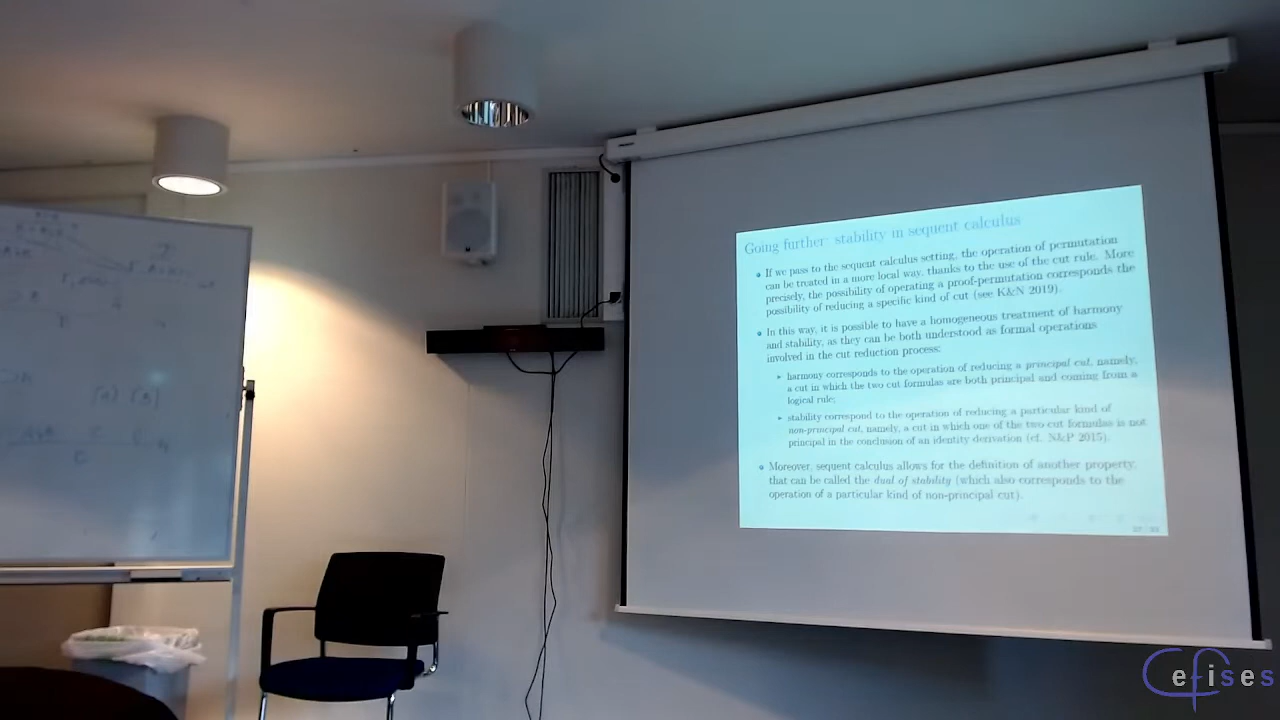 Going further: stability in sequent calculus
If we pass to the sequent calculus setting, the operation of permutation
can be treated in a more local way, thanks to the use of the cut rule. More
precisely, the possibility of operating a proof-permutation corresponds the
possibility of reducing a specific kind of cut (see K&N 2019).
In this way, it is possible to have a homogeneous treatment of harmony
and stability, as they can be both understood as formal operations
involved in the cut reduction process:
harmony corresponds to the operation of reducing a principal cut, namely,
a cut in which the two cut formulas are both principal and coming from a
logical rule;
stability correspond to the operation of reducing a particular kind of
non-principal cut, namely, a cut in which one of the two cut formulas is not
principal in the conclusion of an identity derivation (cf. N&P 2015).
Moreover, sequent calculus allows for the definition of another property,
that can be called the dual of stability (which also corresponds to the
operation of a particular kind of non-principal cut).
Cefises